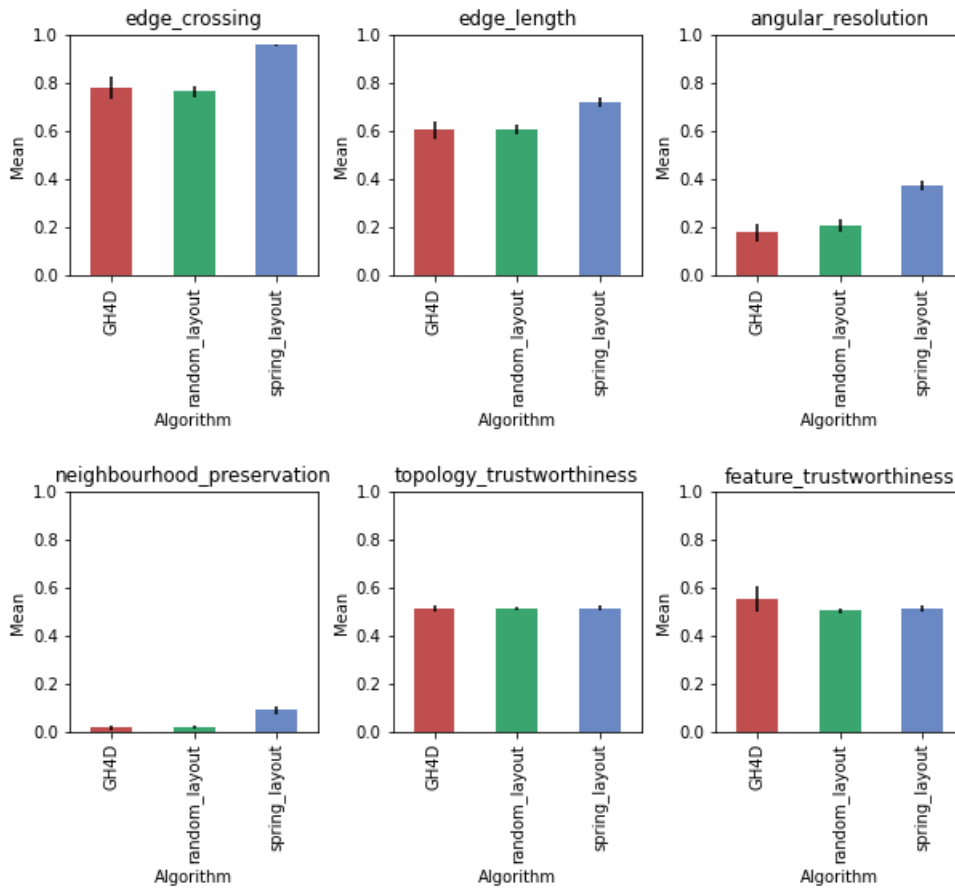 edge_crossing
edge_length
angular_resolution
1.0
0.8
0.6
0.4
0.2
0.0
Mean
GH4D
random_layout
spring_layout
Algorithm
1.0
0.8
0.6
0.4
0.2
0.0
Mean
GH4D
random_layout
spring_layout
Algorithm
1.0
0.8
0.6
0.4
0.2
0.0
Mean
GH4D
random_layout
spring_layout
Algorithm
neighbourhood_preservation
topology_trustworthiness
feature_trustworthiness
1.0
0.8
0.6
0.4
0.2
0.0
Mean
GH4D
random_layout
spring_layout
Algorithm
1.0
0.8
0.6
0.4
0.2
0.0
Mean
GH4D
random_layout
spring_layout
Algorithm
1.0
0.8
0.6
0.4
0.2
0.0
Mean
GH4D
random_layout
spring_layout
Algorithm